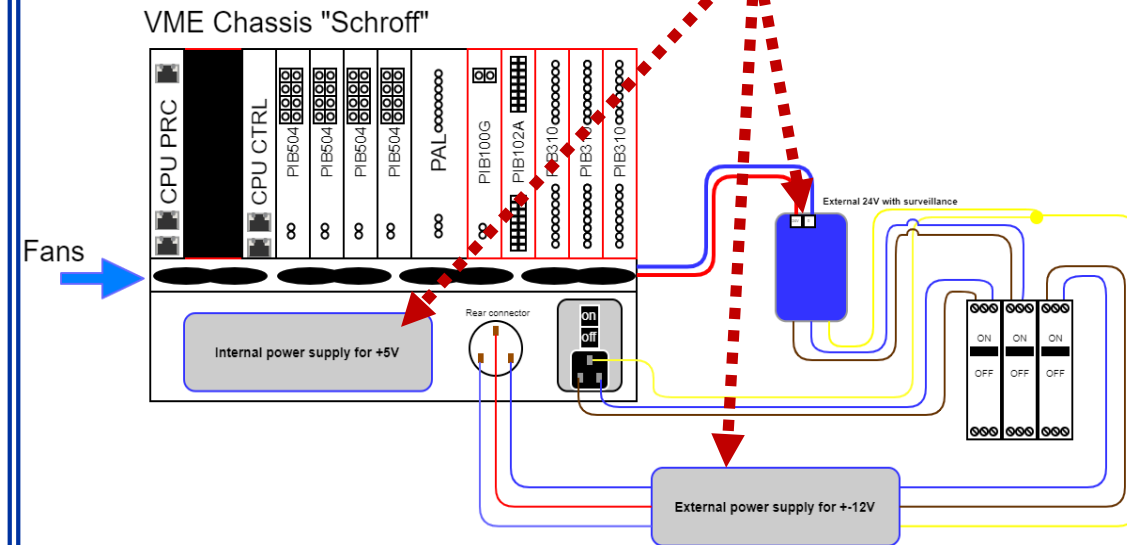 VME Chassis "Schroff"
CPU PRC
CPU CTRL
PIB504
PIB504
PIB504
PIB504
PAL
PIB100G
PIB102A
PIB310
PIB310
PIB310
Fans
External 24V with surveillance
Internal power supply for +5V
Rear connector
on
off
ON
ON
ON
OFF
OFF
OFF
External power supply for +-12V